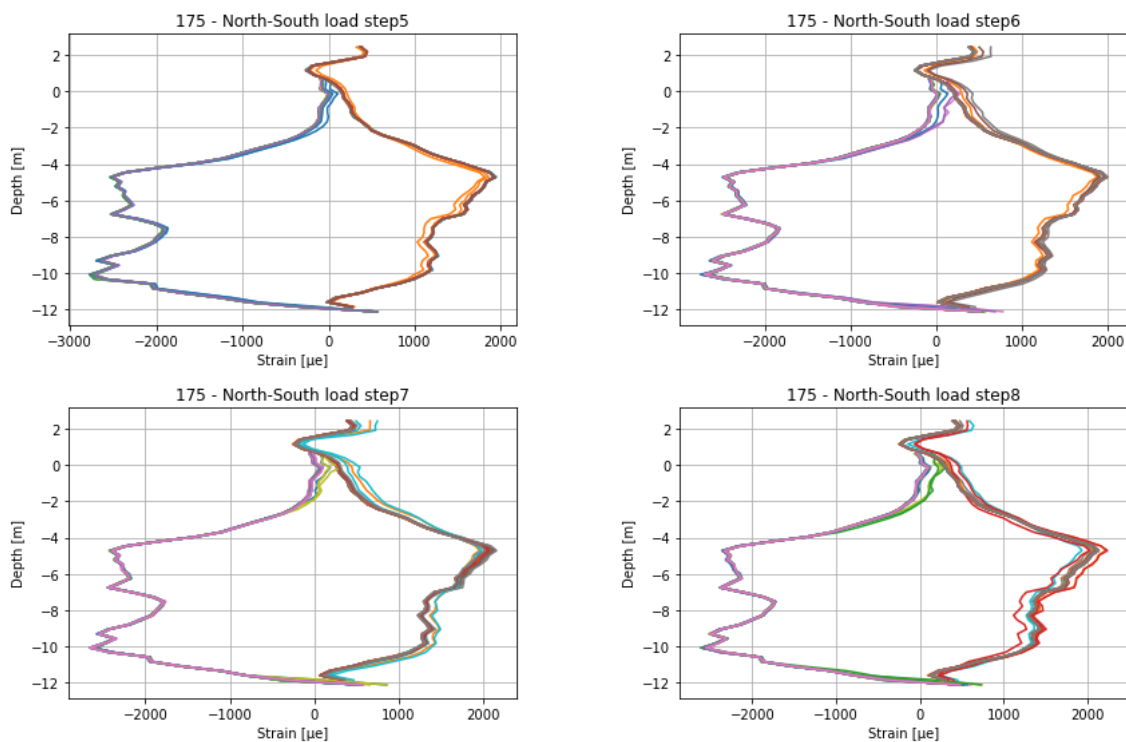 175 - North-South load step5
2
0
−2
−4
−6
−8
−10
−12
Depth [m]
−3000 −2000 −1000 0 1000 2000
Strain [µe]
175 - North-South load step6
2
0
−2
−4
−6
−8
−10
−12
Depth [m]
−2000 −1000 0 1000 2000
Strain [µe]
175 - North-South load step7
2
0
−2
−4
−6
−8
−10
−12
Depth [m]
−2000 −1000 0 1000 2000
Strain [µe]
175 - North-South load step8
2
0
−2
−4
−6
−8
−10
−12
Depth [m]
−2000 −1000 0 1000 2000
Strain [µe]